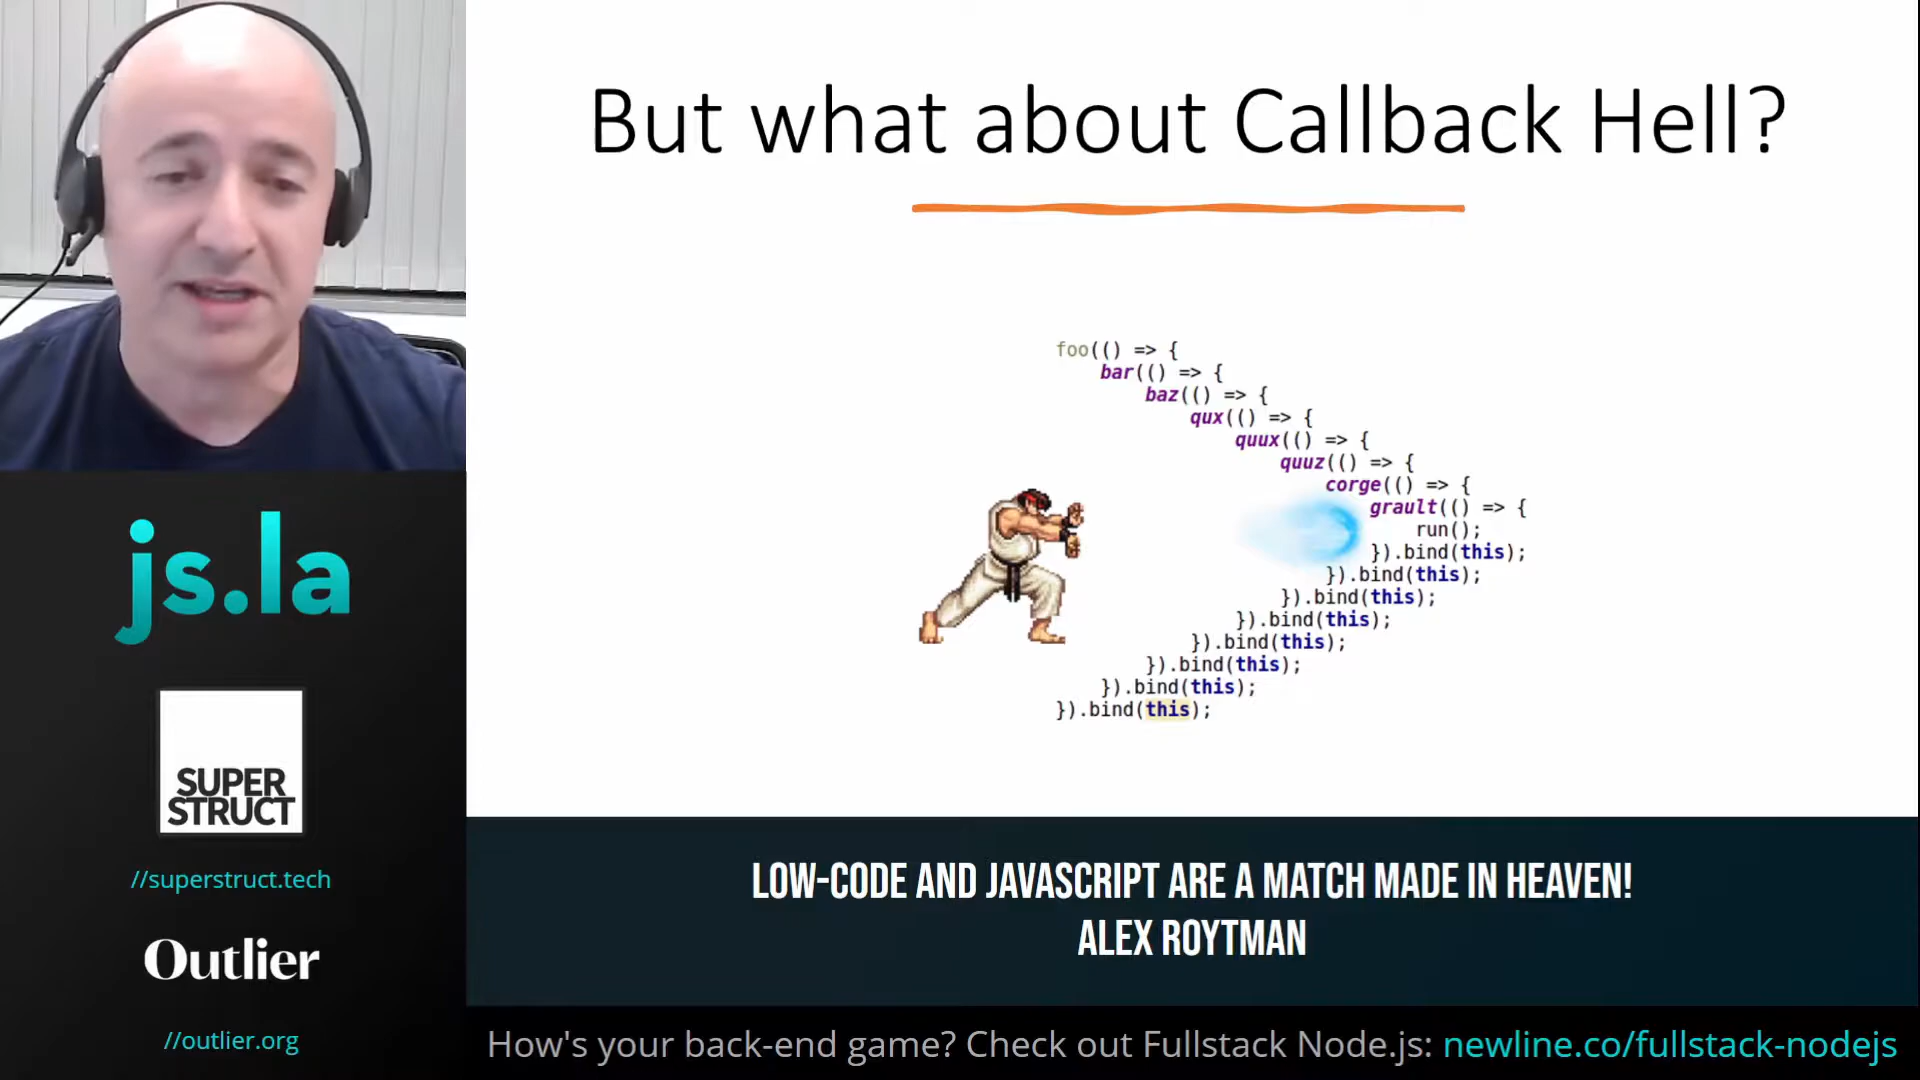 But what about Callback Hell?
foo(() => {
bar(() => {
baz(() => {
qux(() => {
quux(() => {
quuz(() => {
corge(() => {
grault(() => {
run();
}).bind(this);
}).bind(this);
}).bind(this);
}).bind(this);
}).bind(this);
}).bind(this);
}).bind(this);
}).bind(this);
js.la
SUPER
STRUCT
//superstruct.tech
Outlier
//outlier.org
LOW-CODE AND JAVASCRIPT ARE A MATCH MADE IN HEAVEN!
ALEX ROYTMAN
How's your back-end game? Check out Fullstack Node.js: newline.co/fullstack-nodejs